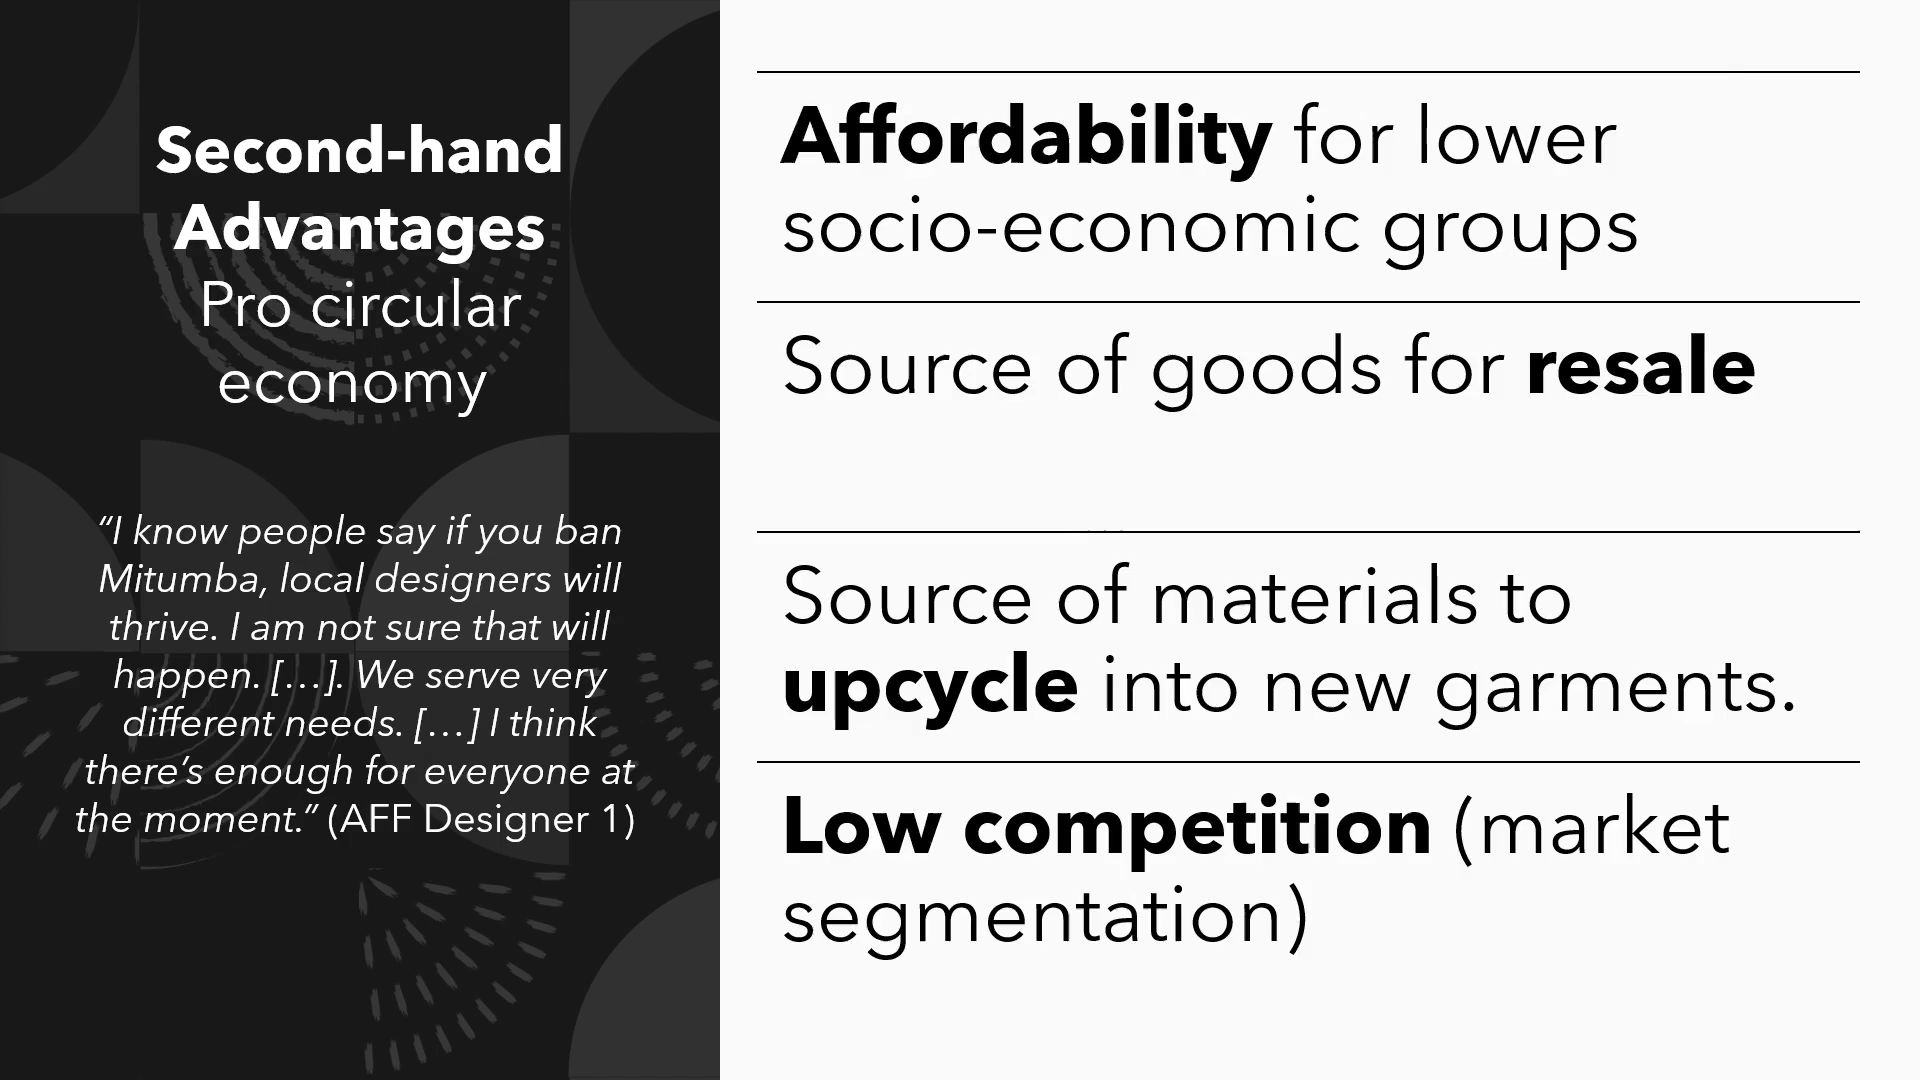 Second-hand
Advantages
Pro circular
economy
“I know people say if you ban
Mitumba, local designers will
thrive. I am not sure that will
happen. […]. We serve very
different needs. […] I think
there’s enough for everyone at
the moment.” (AFF Designer 1)
Affordability for lower
socio-economic groups
Source of goods for resale
Source of materials to
upcycle into new garments.
Low competition (market
segmentation)